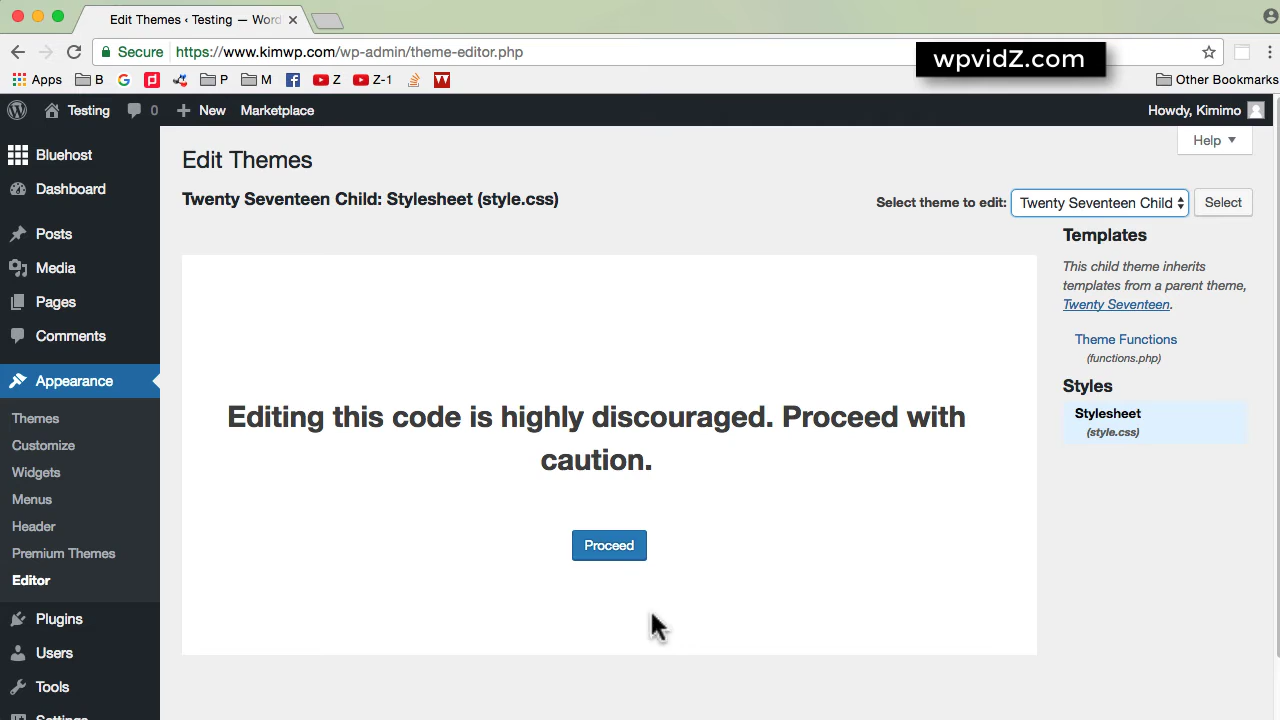 Edit Themes ‹ Testing — Word
Secure https://www.kimwp.com/wp-admin/theme-editor.php
wpvidZ.com
Apps B G P M Z Z-1 Other Bookmarks
Testing 0 New Marketplace Howdy, Kimimo
Help
Bluehost
Dashboard
Posts
Media
Pages
Comments
Appearance
Themes
Customize
Widgets
Menus
Header
Premium Themes
Editor
Plugins
Users
Tools
Settings
Edit Themes
Twenty Seventeen Child: Stylesheet (style.css)
Select theme to edit: Twenty Seventeen Child Select
Editing this code is highly discouraged. Proceed with
caution.
Proceed
Templates
This child theme inherits
templates from a parent theme,
Twenty Seventeen.
Theme Functions
(functions.php)
Styles
Stylesheet
(style.css)